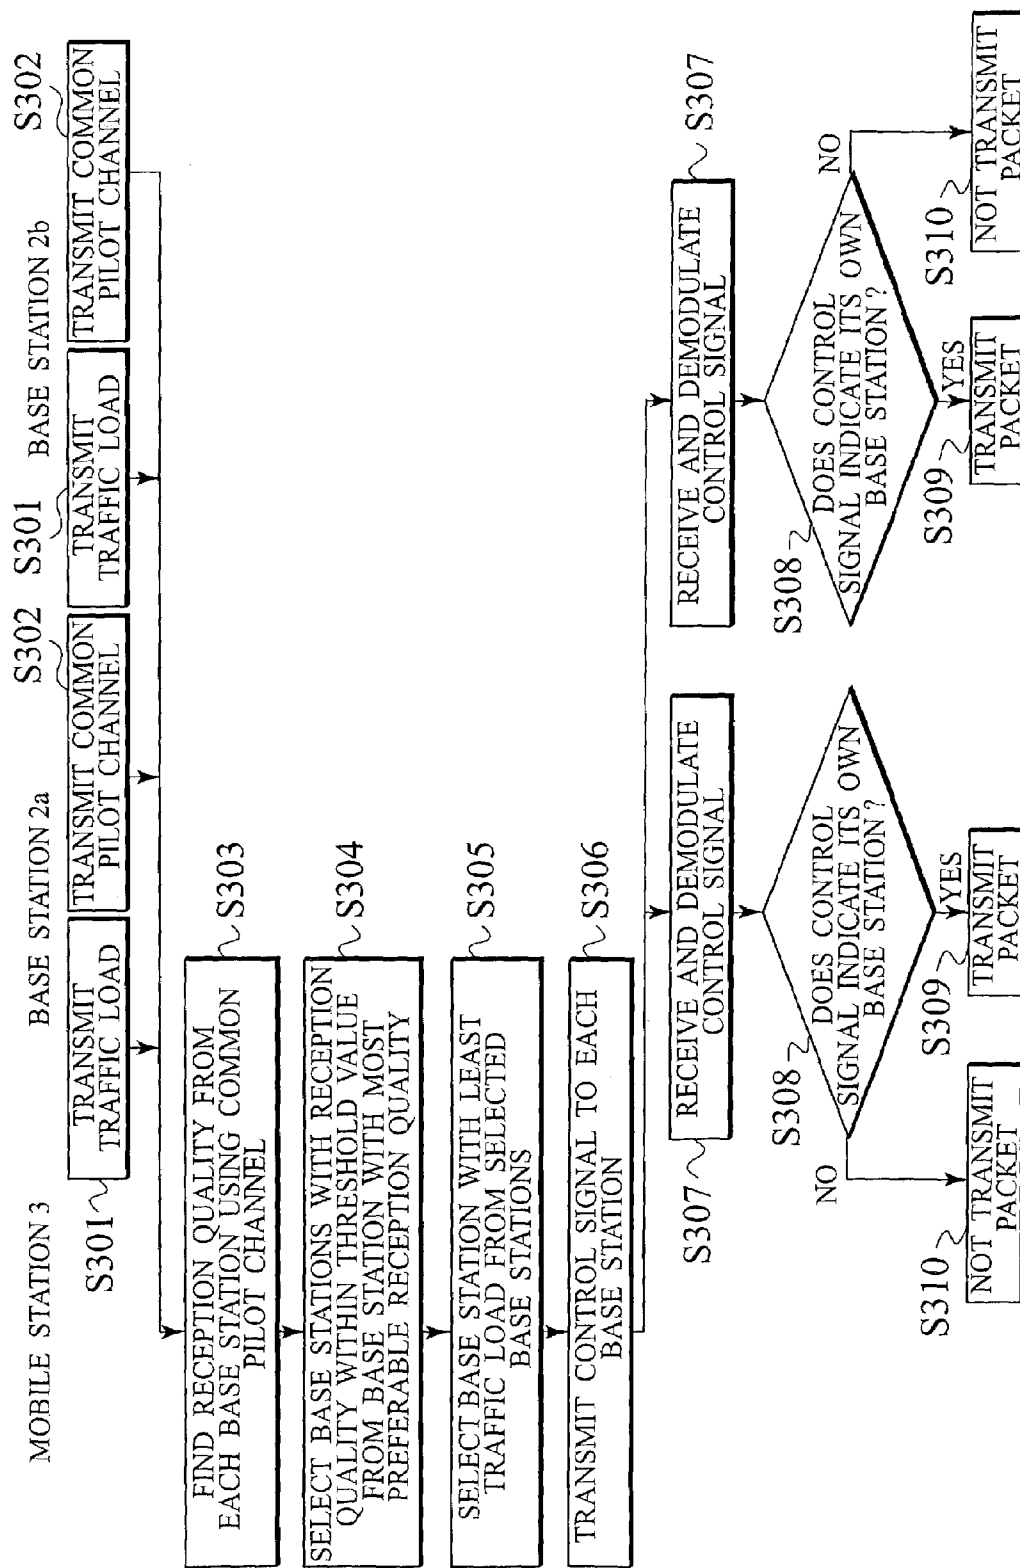 MOBILE STATION 3
BASE STATION 2a
BASE STATION 2b
S301
TRANSMIT
TRAFFIC LOAD
S302
TRANSMIT COMMON
PILOT CHANNEL
S301
TRANSMIT
TRAFFIC LOAD
S302
TRANSMIT COMMON
PILOT CHANNEL
FIND RECEPTION QUALITY FROM
EACH BASE STATION USING COMMON
PILOT CHANNEL
S303
SELECT BASE STATIONS WITH RECEPTION
QUALITY WITHIN THRESHOLD VALUE
FROM BASE STATION WITH MOST
PREFERABLE RECEPTION QUALITY
S304
SELECT BASE STATION WITH LEAST
TRAFFIC LOAD FROM SELECTED
BASE STATIONS
S305
TRANSMIT CONTROL SIGNAL TO EACH
BASE STATION
S306
S307
RECEIVE AND DEMODULATE
CONTROL SIGNAL
RECEIVE AND DEMODULATE
CONTROL SIGNAL
S307
S308
DOES CONTROL
SIGNAL INDICATE ITS OWN
BASE STATION?
NO
YES
S308
DOES CONTROL
SIGNAL INDICATE ITS OWN
BASE STATION?
NO
YES
S310
NOT TRANSMIT
PACKET
S309
TRANSMIT
PACKET
S309
TRANSMIT
PACKET
S310
NOT TRANSMIT
PACKET